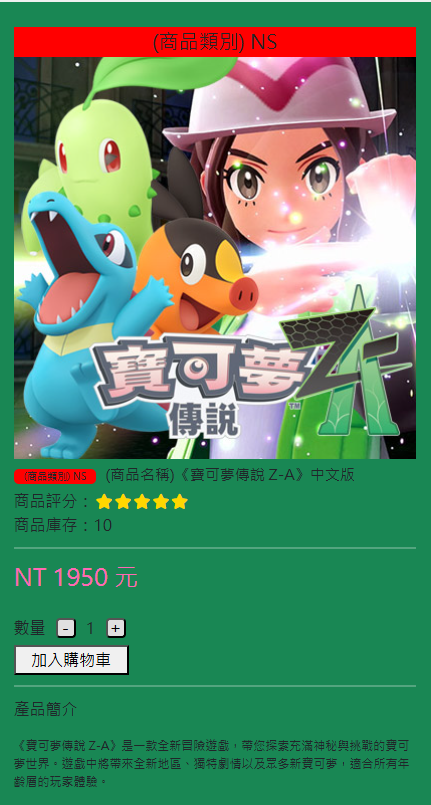 (商品類別) NS
寶可夢
傳說
Z-A
TM
(商品類別) NS (商品名稱)《寶可夢傳說 Z-A》中文版
商品評分：
商品庫存：10
NT 1950 元
數量 - 1 +
加入購物車
產品簡介
《寶可夢傳說 Z-A》是一款全新冒險遊戲，帶您探索充滿神秘與挑戰的寶可
夢世界。遊戲中將帶來全新地區、獨特劇情以及眾多新寶可夢，適合所有年
齡層的玩家體驗。